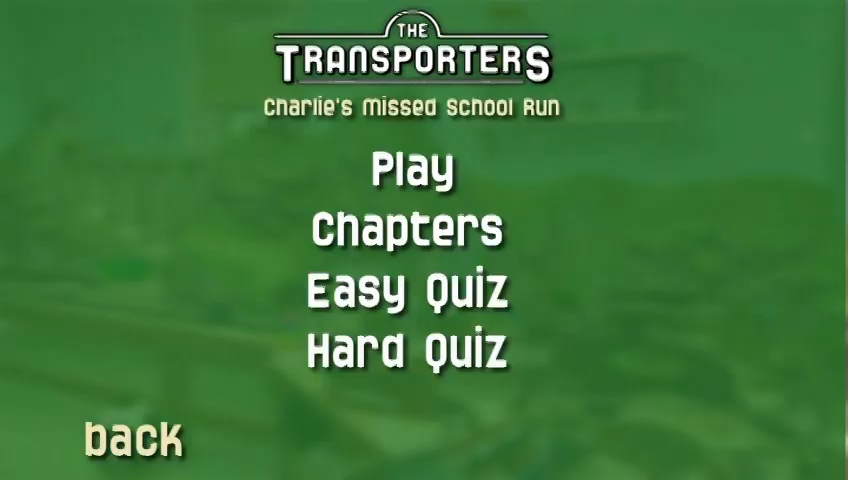 THE
TRANSPORTERS
Charlie's Missed School Run
Play
Chapters
Easy Quiz
Hard Quiz
back